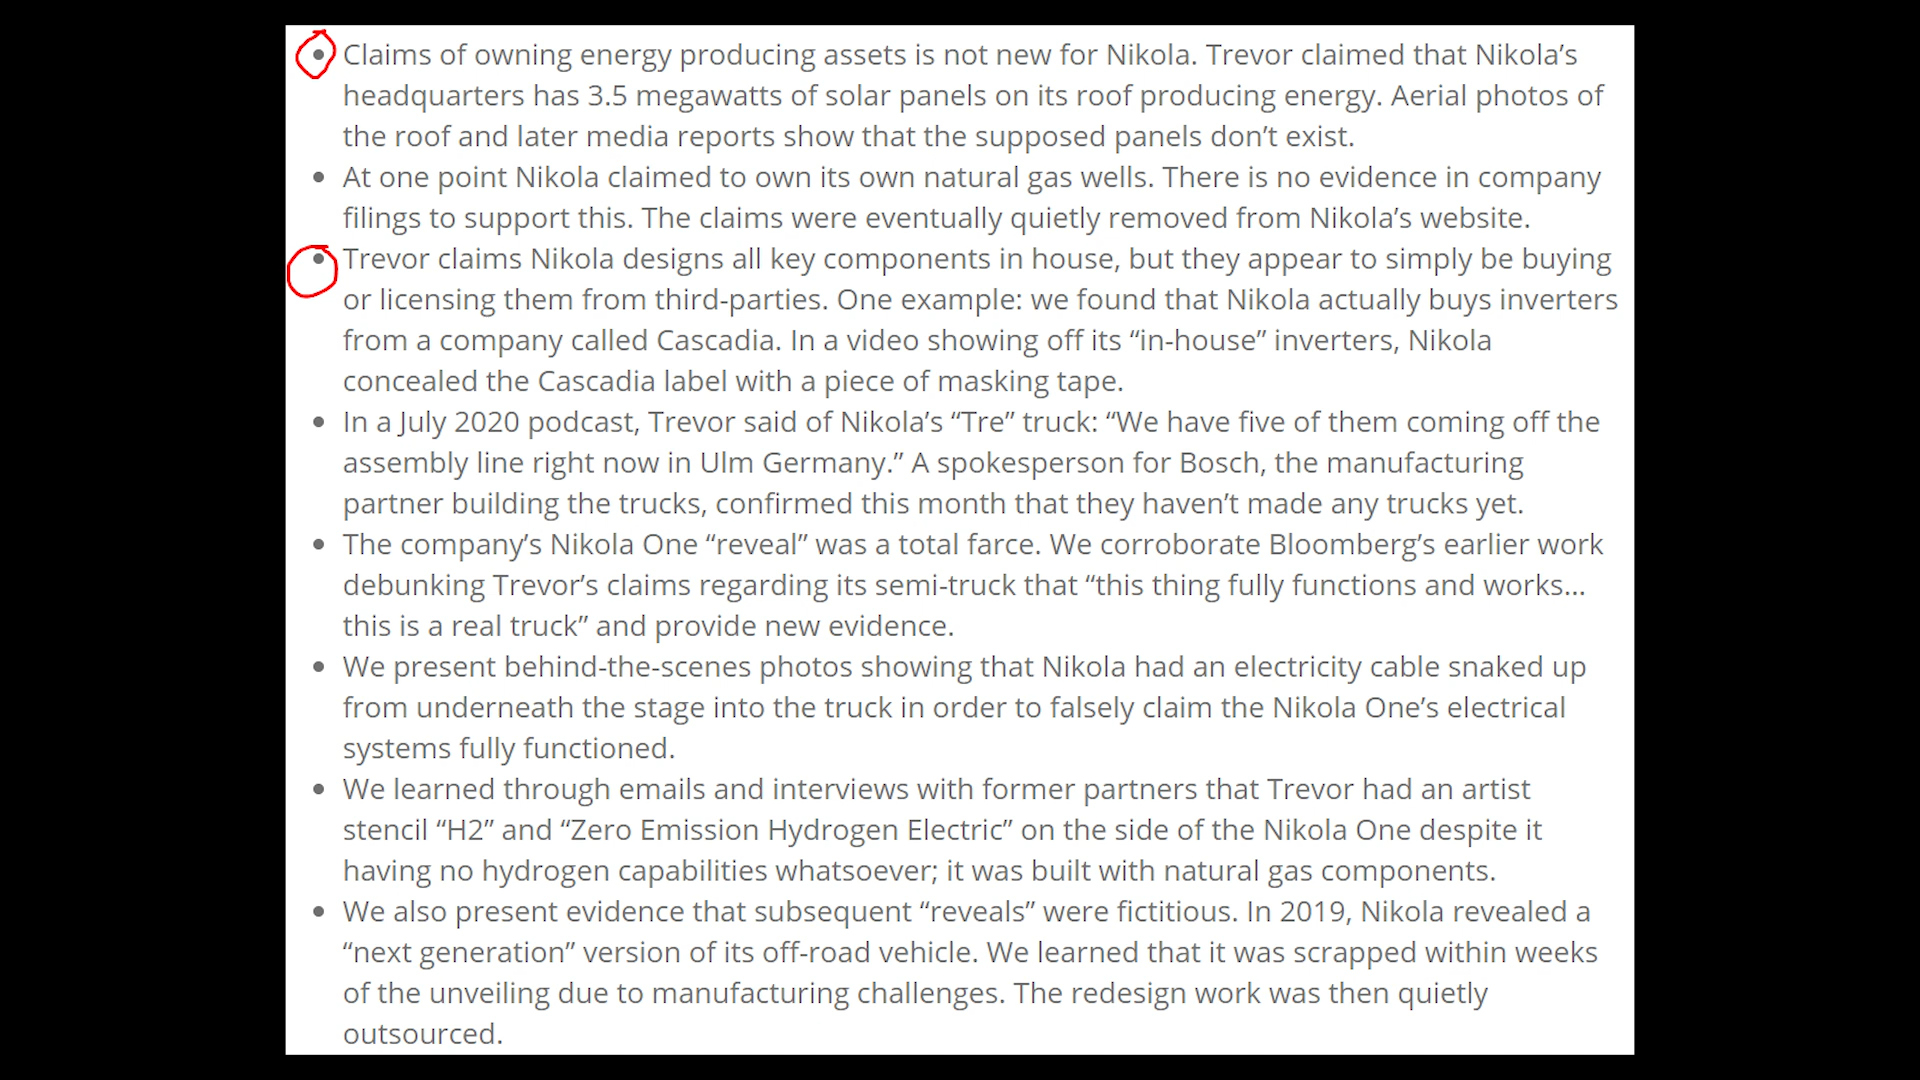 • Claims of owning energy producing assets is not new for Nikola. Trevor claimed that Nikola’s
headquarters has 3.5 megawatts of solar panels on its roof producing energy. Aerial photos of
the roof and later media reports show that the supposed panels don’t exist.
• At one point Nikola claimed to own its own natural gas wells. There is no evidence in company
filings to support this. The claims were eventually quietly removed from Nikola’s website.
• Trevor claims Nikola designs all key components in house, but they appear to simply be buying
or licensing them from third-parties. One example: we found that Nikola actually buys inverters
from a company called Cascadia. In a video showing off its “in-house” inverters, Nikola
concealed the Cascadia label with a piece of masking tape.
• In a July 2020 podcast, Trevor said of Nikola’s “Tre” truck: “We have five of them coming off the
assembly line right now in Ulm Germany.” A spokesperson for Bosch, the manufacturing
partner building the trucks, confirmed this month that they haven’t made any trucks yet.
• The company’s Nikola One “reveal” was a total farce. We corroborate Bloomberg’s earlier work
debunking Trevor’s claims regarding its semi-truck that “this thing fully functions and works…
this is a real truck” and provide new evidence.
• We present behind-the-scenes photos showing that Nikola had an electricity cable snaked up
from underneath the stage into the truck in order to falsely claim the Nikola One’s electrical
systems fully functioned.
• We learned through emails and interviews with former partners that Trevor had an artist
stencil “H2” and “Zero Emission Hydrogen Electric” on the side of the Nikola One despite it
having no hydrogen capabilities whatsoever; it was built with natural gas components.
• We also present evidence that subsequent “reveals” were fictitious. In 2019, Nikola revealed a
“next generation” version of its off-road vehicle. We learned that it was scrapped within weeks
of the unveiling due to manufacturing challenges. The redesign work was then quietly
outsourced.